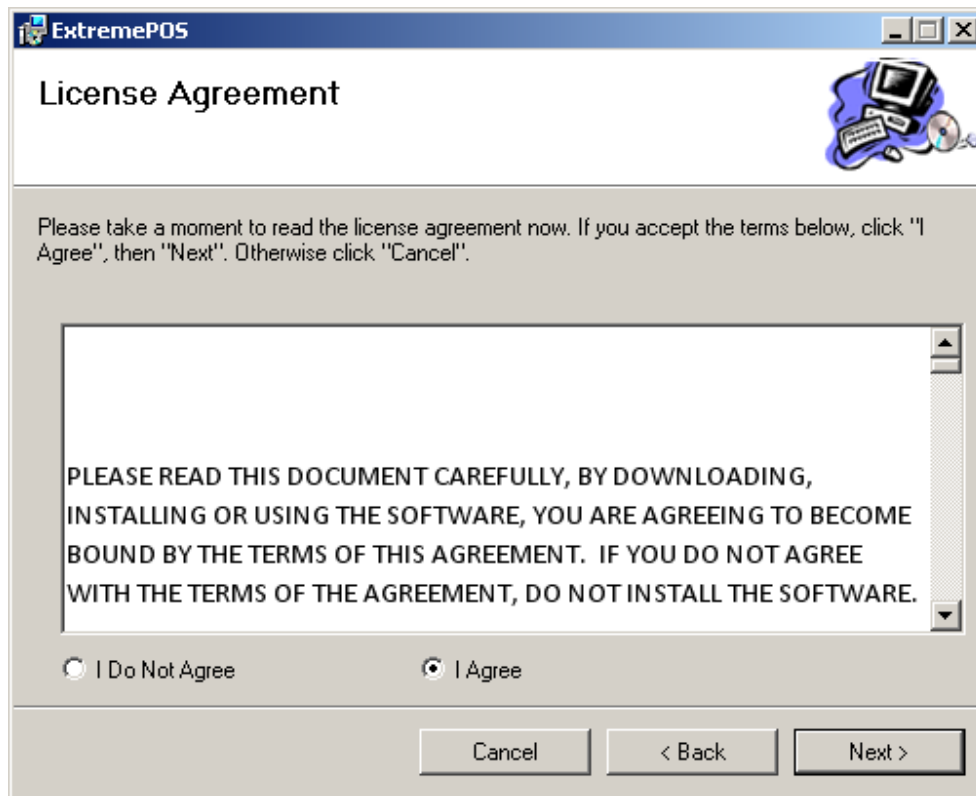 ExtremePOS
License Agreement
Please take a moment to read the license agreement now. If you accept the terms below, click "I
Agree", then "Next". Otherwise click "Cancel".
PLEASE READ THIS DOCUMENT CAREFULLY, BY DOWNLOADING,
INSTALLING OR USING THE SOFTWARE, YOU ARE AGREEING TO BECOME
BOUND BY THE TERMS OF THIS AGREEMENT.  IF YOU DO NOT AGREE
WITH THE TERMS OF THE AGREEMENT, DO NOT INSTALL THE SOFTWARE.
I Do Not Agree
I Agree
Cancel
< Back
Next >